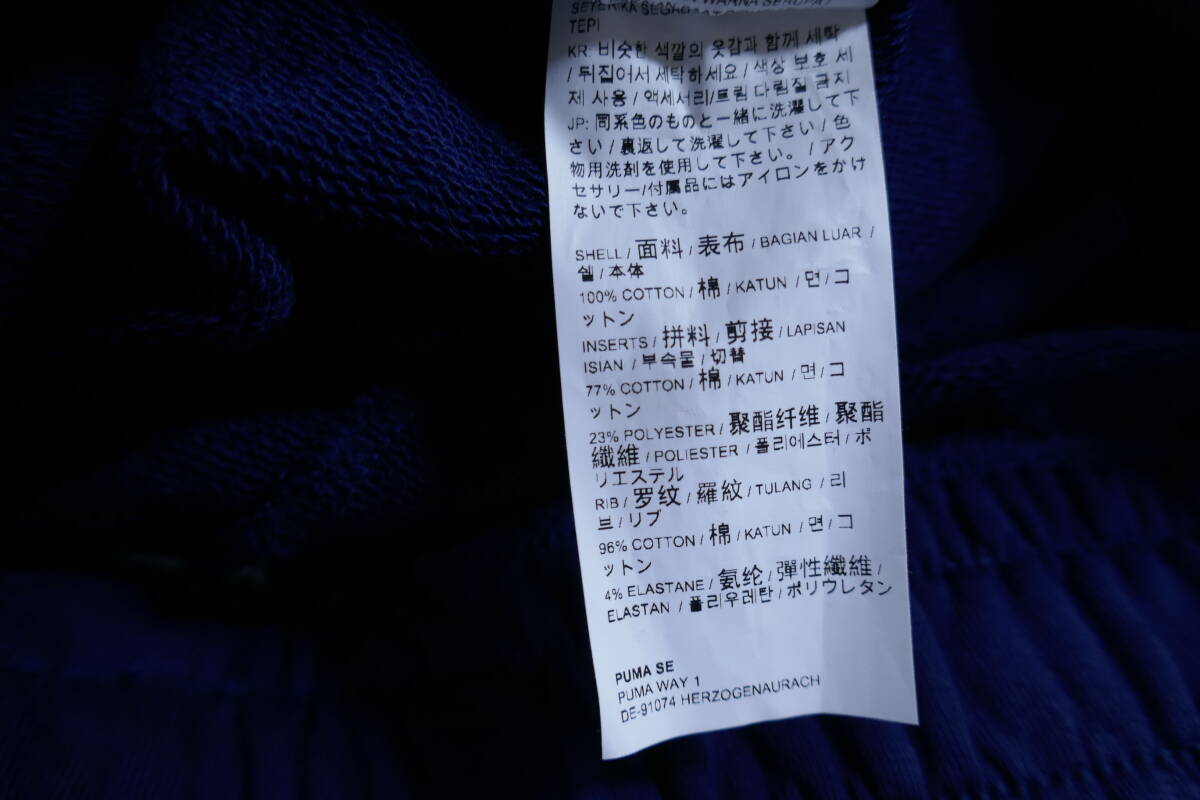 TEPI
KR: 비슷한 색깔의 옷감과 함께 세탁
/ 뒤집어서 세탁하세요 / 색상 보호 세
제 사용 / 액세서리/트림 다림질 금지
JP: 同系色のものと一緒に洗濯して下
さい / 裏返して洗濯して下さい / 色
物用洗剤を使用して下さい。 / アク
セサリー/付属品にはアイロンをかけ
ないで下さい。
SHELL / 面料 / 表布 / BAGIAN LUAR /
쉘 / 本体
100% COTTON / 棉 / KATUN / 면 / コ
ットン
INSERTS / 拼料 / 剪接 / LAPISAN
ISIAN / 부속물 / 切替
77% COTTON / 棉 / KATUN / 면 / コ
ットン
23% POLYESTER / 聚酯纤维 / 聚酯
纖維 / POLIESTER / 폴리에스터 / ポ
リエステル
RIB / 罗纹 / 羅紋 / TULANG / 리
브 / リブ
96% COTTON / 棉 / KATUN / 면 / コ
ットン
4% ELASTANE / 氨纶 / 彈性纖維 /
ELASTAN / 폴리우레탄 / ポリウレタン
PUMA SE
PUMA WAY 1
DE-91074 HERZOGENAURACH